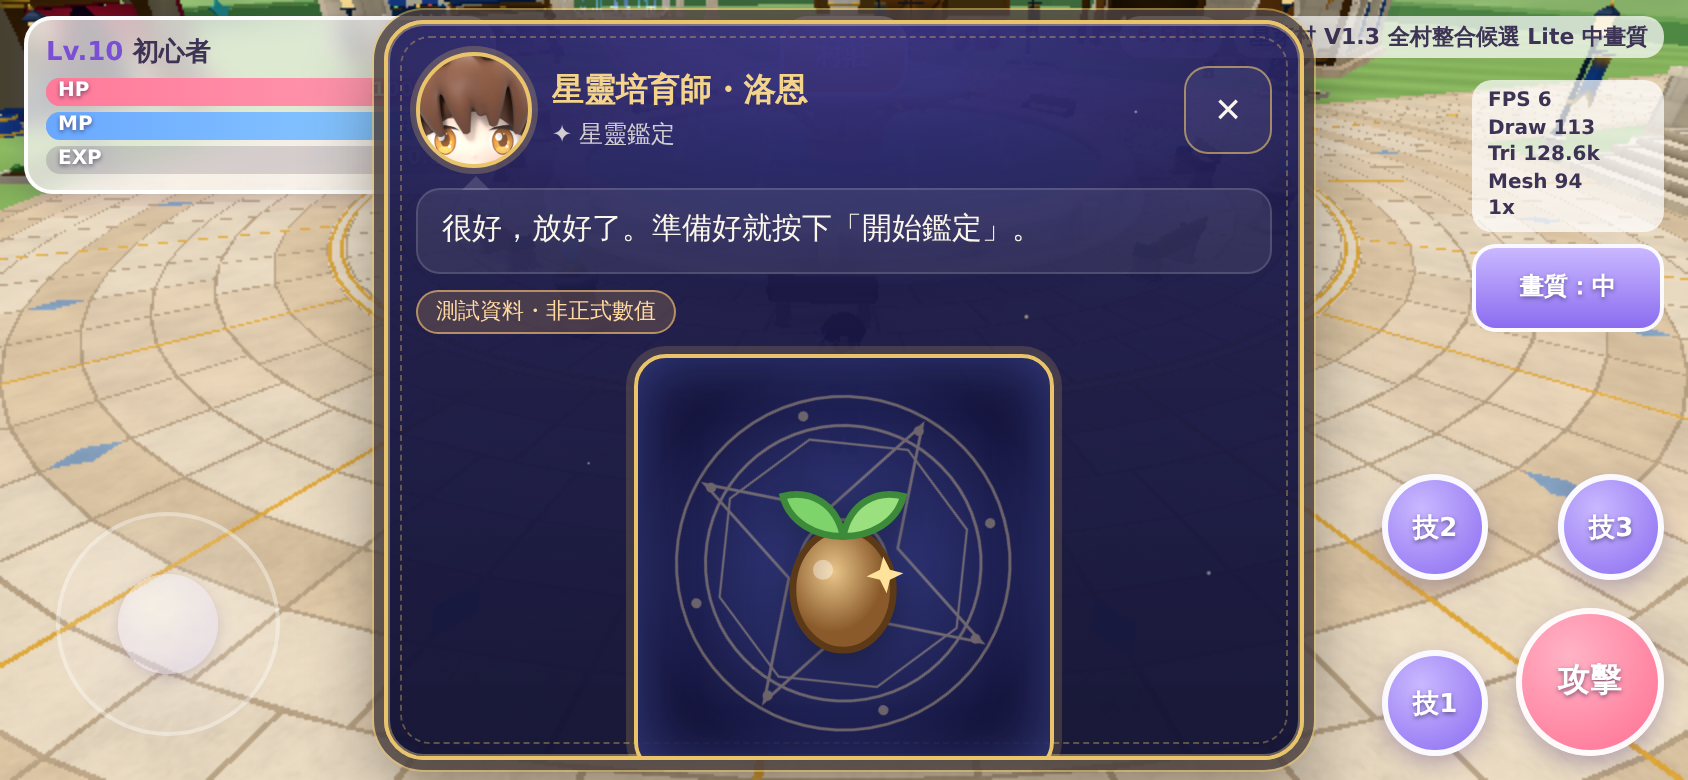 Lv.10 初心者
HP
MP
EXP
星靈培育師・洛恩
✦ 星靈鑑定
×
很好，放好了。準備好就按下「開始鑑定」。
測試資料・非正式數值
V1.3 全村整合候選 Lite 中畫質
FPS 6
Draw 113
Tri 128.6k
Mesh 94
1x
畫質：中
技2
技3
技1
攻擊